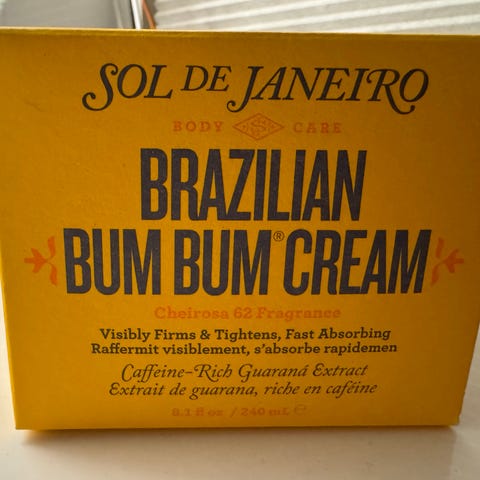 SOL DE JANEIRO
BODY CARE
BRAZILIAN
BUM BUM® CREAM
Cheirosa 62 Fragrance
Visibly Firms & Tightens, Fast Absorbing
Raffermit visiblement, s'absorbe rapidemen
Caffeine-Rich Guaraná Extract
Extrait de guarana, riche en caféine
8.1 fl oz / 240 mL ℮